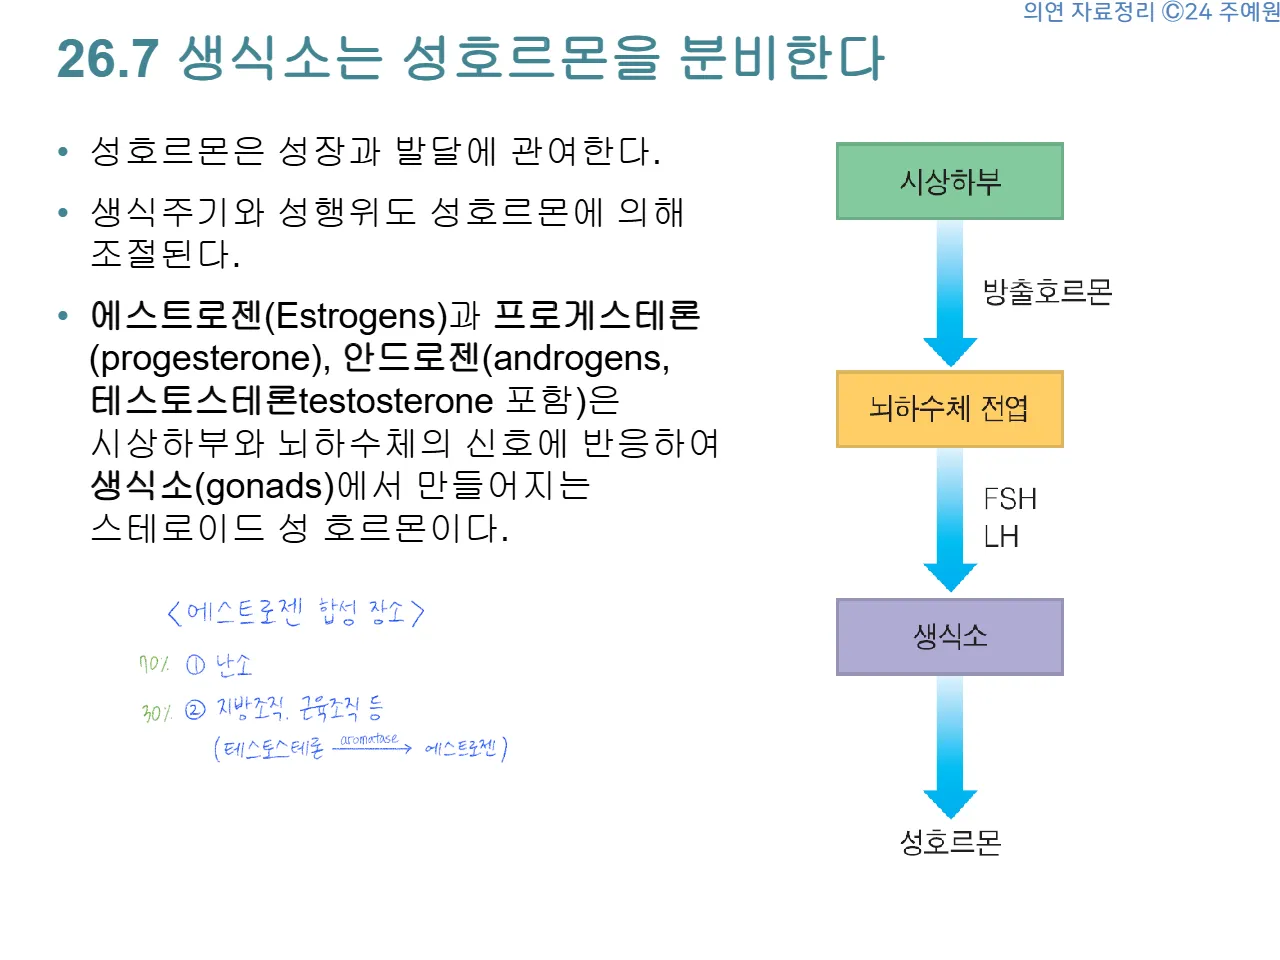 의연 자료정리 Ⓒ24 주예원
26.7 생식소는 성호르몬을 분비한다
• 성호르몬은 성장과 발달에 관여한다.
• 생식주기와 성행위도 성호르몬에 의해
조절된다.
• 에스트로젠(Estrogens)과 프로게스테론
(progesterone), 안드로젠(androgens,
테스토스테론testosterone 포함)은
시상하부와 뇌하수체의 신호에 반응하여
생식소(gonads)에서 만들어지는
스테로이드 성 호르몬이다.
<에스트로젠 합성 장소>
70% ① 난소
30% ② 지방조직, 근육조직 등
(테스토스테론 aromatase → 에스트로젠)
시상하부
방출호르몬
뇌하수체 전엽
FSH
LH
생식소
성호르몬